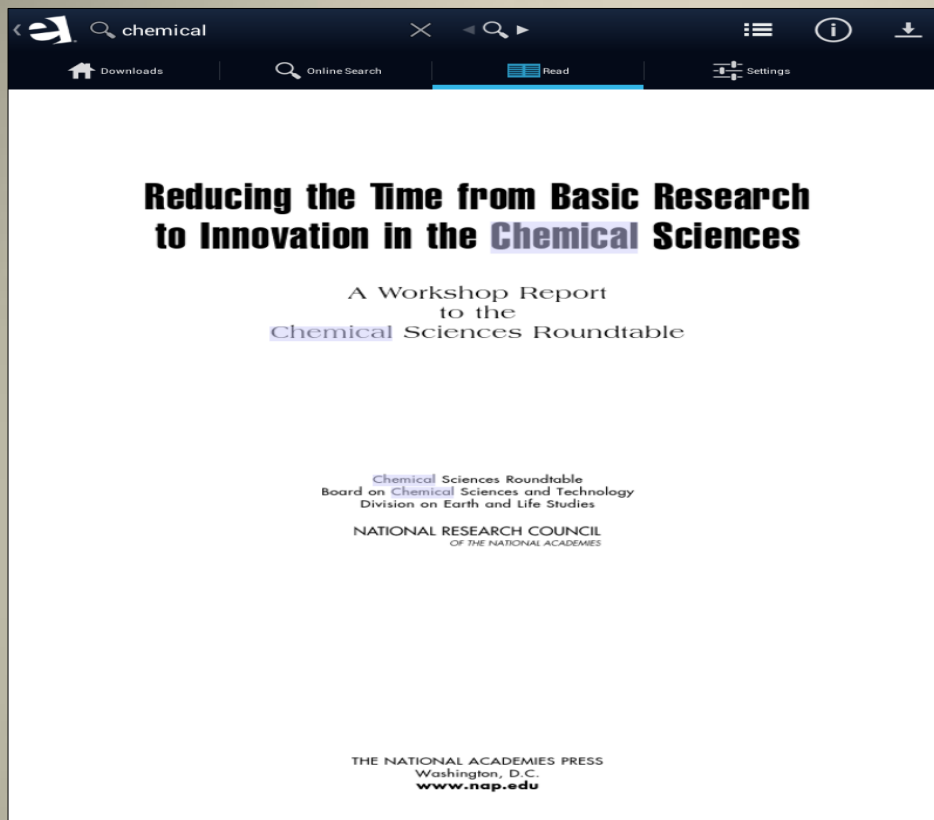 chemical
Downloads
Online Search
Read
Settings
Reducing the Time from Basic Research
to Innovation in the Chemical Sciences
A Workshop Report
to the
Chemical Sciences Roundtable
Chemical Sciences Roundtable
Board on Chemical Sciences and Technology
Division on Earth and Life Studies
NATIONAL RESEARCH COUNCIL
OF THE NATIONAL ACADEMIES
THE NATIONAL ACADEMIES PRESS
Washington, D.C.
www.nap.edu